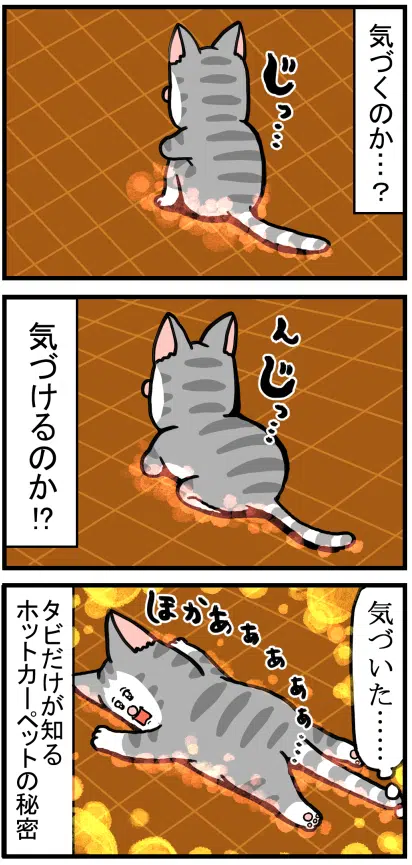 気づくのか…?
じっ…
気づけるのか!?
んじっ…
気づいた……
ほかあぁぁぁぁ…
タビだけが知る
ホットカーペットの秘密